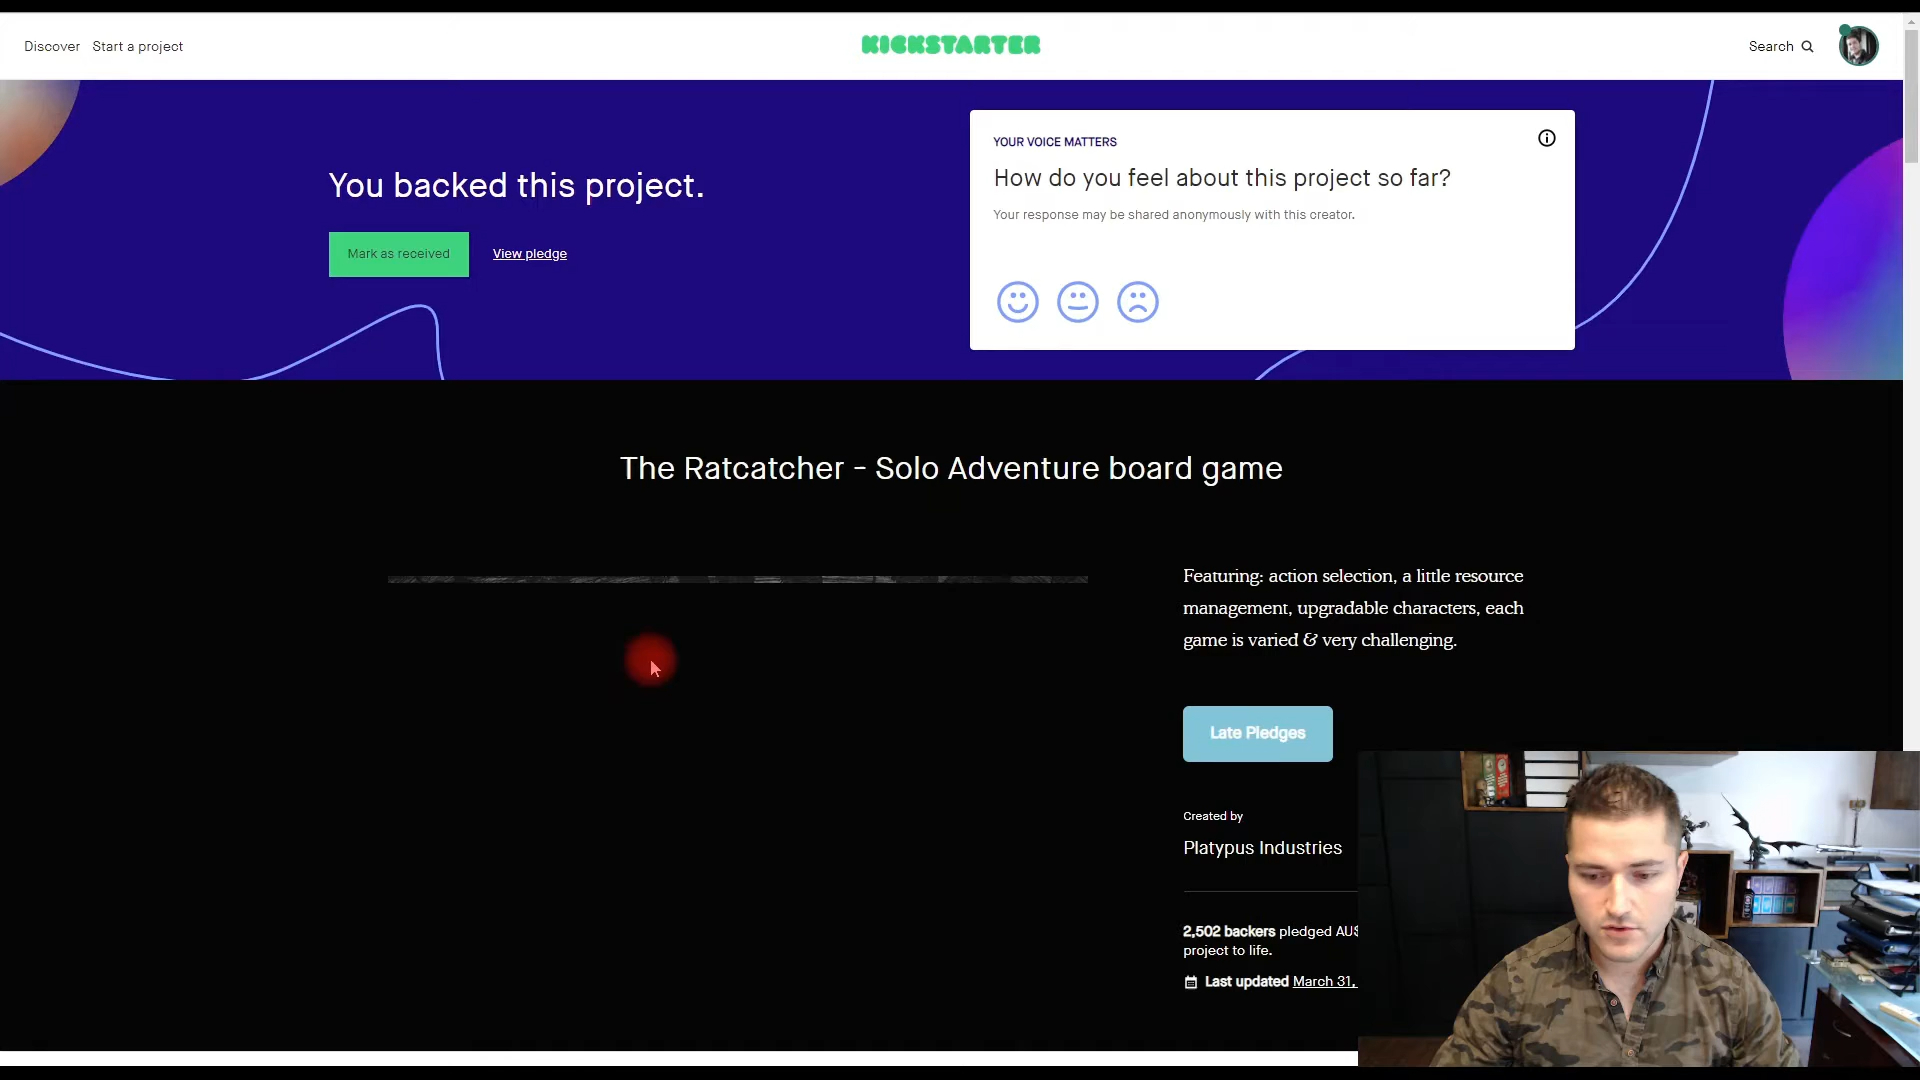 Discover Start a project
KICKSTARTER
Search
You backed this project.
Mark as received
View pledge
YOUR VOICE MATTERS
How do you feel about this project so far?
Your response may be shared anonymously with this creator.
The Ratcatcher - Solo Adventure board game
Featuring: action selection, a little resource
management, upgradable characters, each
game is varied & very challenging.
Late Pledges
Created by
Platypus Industries
2,502 backers pledged AU$
project to life.
Last updated March 31,